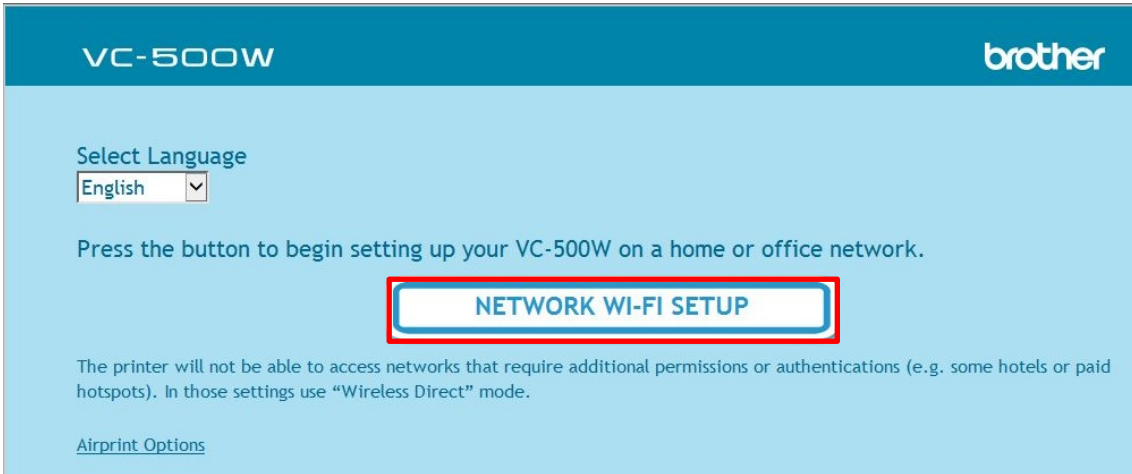 VC-500W
brother
Select Language
English
Press the button to begin setting up your VC-500W on a home or office network.
NETWORK WI-FI SETUP
The printer will not be able to access networks that require additional permissions or authentications (e.g. some hotels or paid
hotspots). In those settings use “Wireless Direct” mode.
Airprint Options